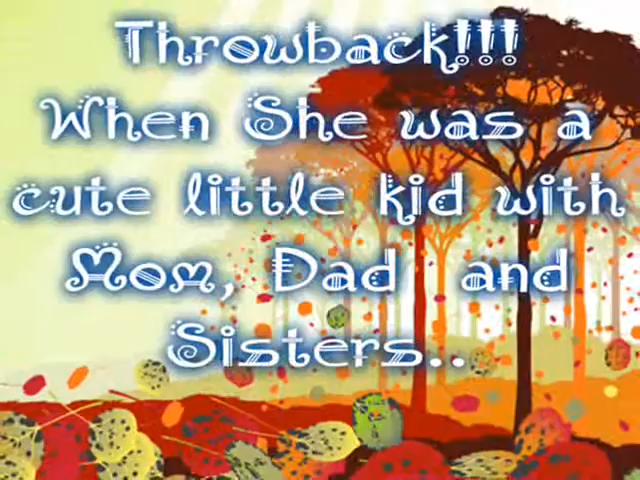 Throwback!!!
When She was a
cute little kid with
Mom, Dad and
Sisters..